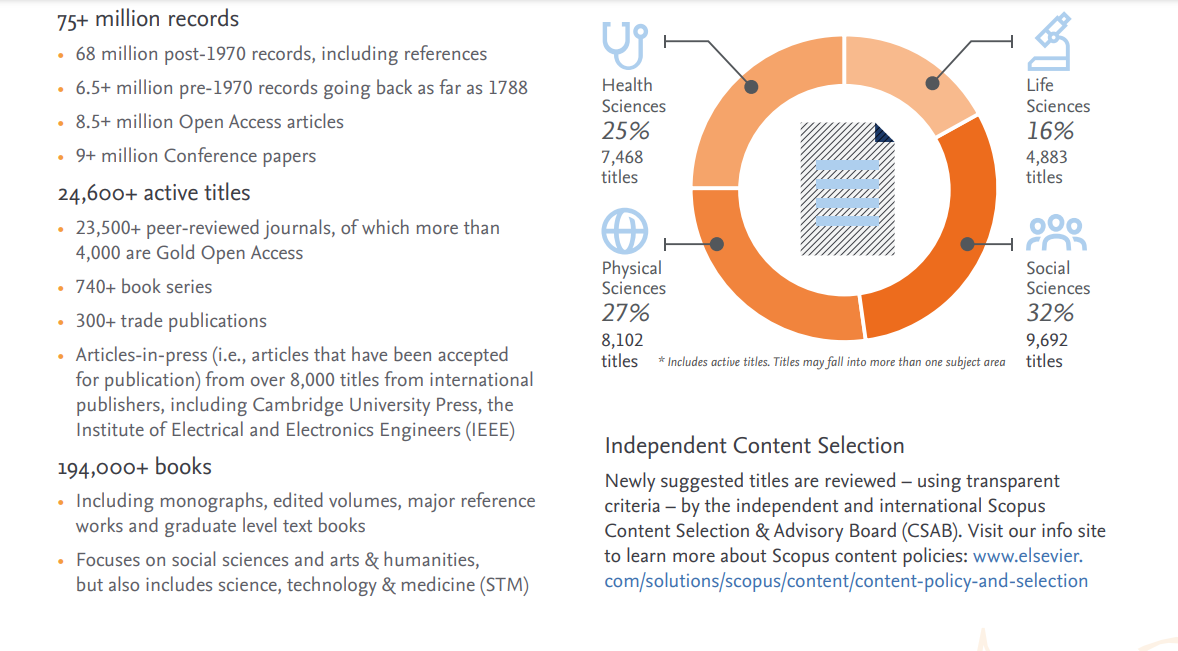 75+ million records
• 68 million post-1970 records, including references
• 6.5+ million pre-1970 records going back as far as 1788
• 8.5+ million Open Access articles
• 9+ million Conference papers
24,600+ active titles
• 23,500+ peer-reviewed journals, of which more than
4,000 are Gold Open Access
• 740+ book series
• 300+ trade publications
• Articles-in-press (i.e., articles that have been accepted
for publication) from over 8,000 titles from international
publishers, including Cambridge University Press, the
Institute of Electrical and Electronics Engineers (IEEE)
194,000+ books
• Including monographs, edited volumes, major reference
works and graduate level text books
• Focuses on social sciences and arts & humanities,
but also includes science, technology & medicine (STM)
Health
Sciences
25%
7,468
titles
Life
Sciences
16%
4,883
titles
Physical
Sciences
27%
8,102
titles
Social
Sciences
32%
9,692
titles
* Includes active titles. Titles may fall into more than one subject area
Independent Content Selection
Newly suggested titles are reviewed – using transparent
criteria – by the independent and international Scopus
Content Selection & Advisory Board (CSAB). Visit our info site
to learn more about Scopus content policies: www.elsevier.
com/solutions/scopus/content/content-policy-and-selection